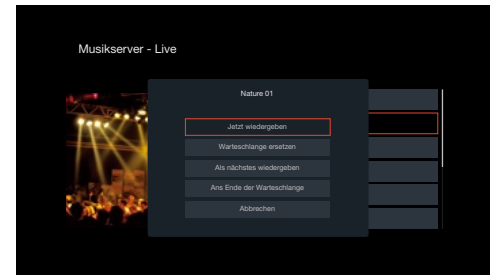 Musikserver - Live
Nature 01
Jetzt wiedergeben
Warteschlange ersetzen
Als nächstes wiedergeben
Ans Ende der Warteschlange
Abbrechen